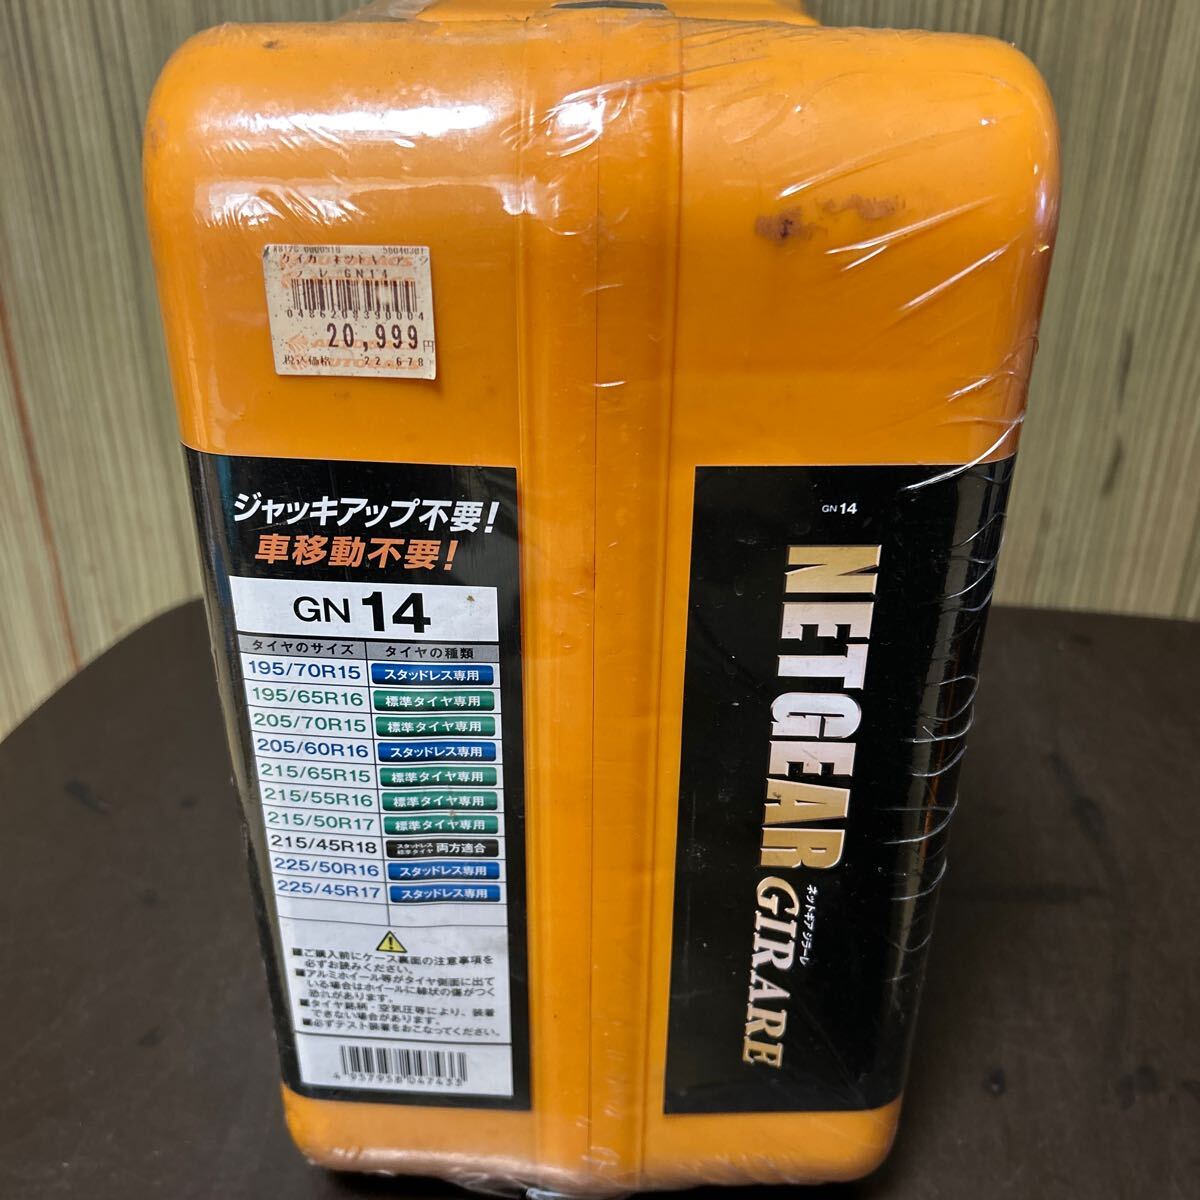 56040301
GN14
0486208390004
20,999円
税込価格 22,678
ジャッキアップ不要!
車移動不要!
GN 14
タイヤのサイズ タイヤの種類
195/70R15 スタッドレス専用
195/65R16 標準タイヤ専用
205/70R15 標準タイヤ専用
205/60R16 スタッドレス専用
215/65R15 標準タイヤ専用
215/55R16 標準タイヤ専用
215/50R17 標準タイヤ専用
215/45R18 スタッドレス 標準タイヤ 両方適合
225/50R16 スタッドレス専用
225/45R17 スタッドレス専用
■ご購入前にケース裏面の注意事項を
必ずお読みください。
■アルミホイール等がタイヤ側面に出て
いる場合はホイールに線状の傷がつく
恐れがあります。
■タイヤ銘柄・空気圧等により、装着
できない場合があります。
■必ずテスト装着をおこなってください。
4957958047433
GN 14
NETGEAR GIRARE
ネットギア ジラーレ